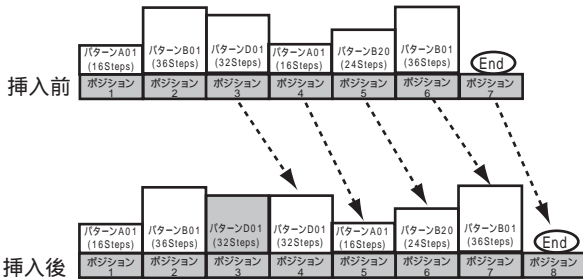 パターンA01
(16Steps)
パターンB01
(36Steps)
パターンD01
(32Steps)
パターンA01
(16Steps)
パターンB20
(24Steps)
パターンB01
(36Steps)
End
挿入前
ポジション
1
ポジション
2
ポジション
3
ポジション
4
ポジション
5
ポジション
6
ポジション
7
パターンA01
(16Steps)
パターンB01
(36Steps)
パターンD01
(32Steps)
パターンD01
(32Steps)
パターンA01
(16Steps)
パターンB20
(24Steps)
パターンB01
(36Steps)
End
挿入後
ポジション
1
ポジション
2
ポジション
3
ポジション
4
ポジション
5
ポジション
6
ポジション
7
ポジション
8